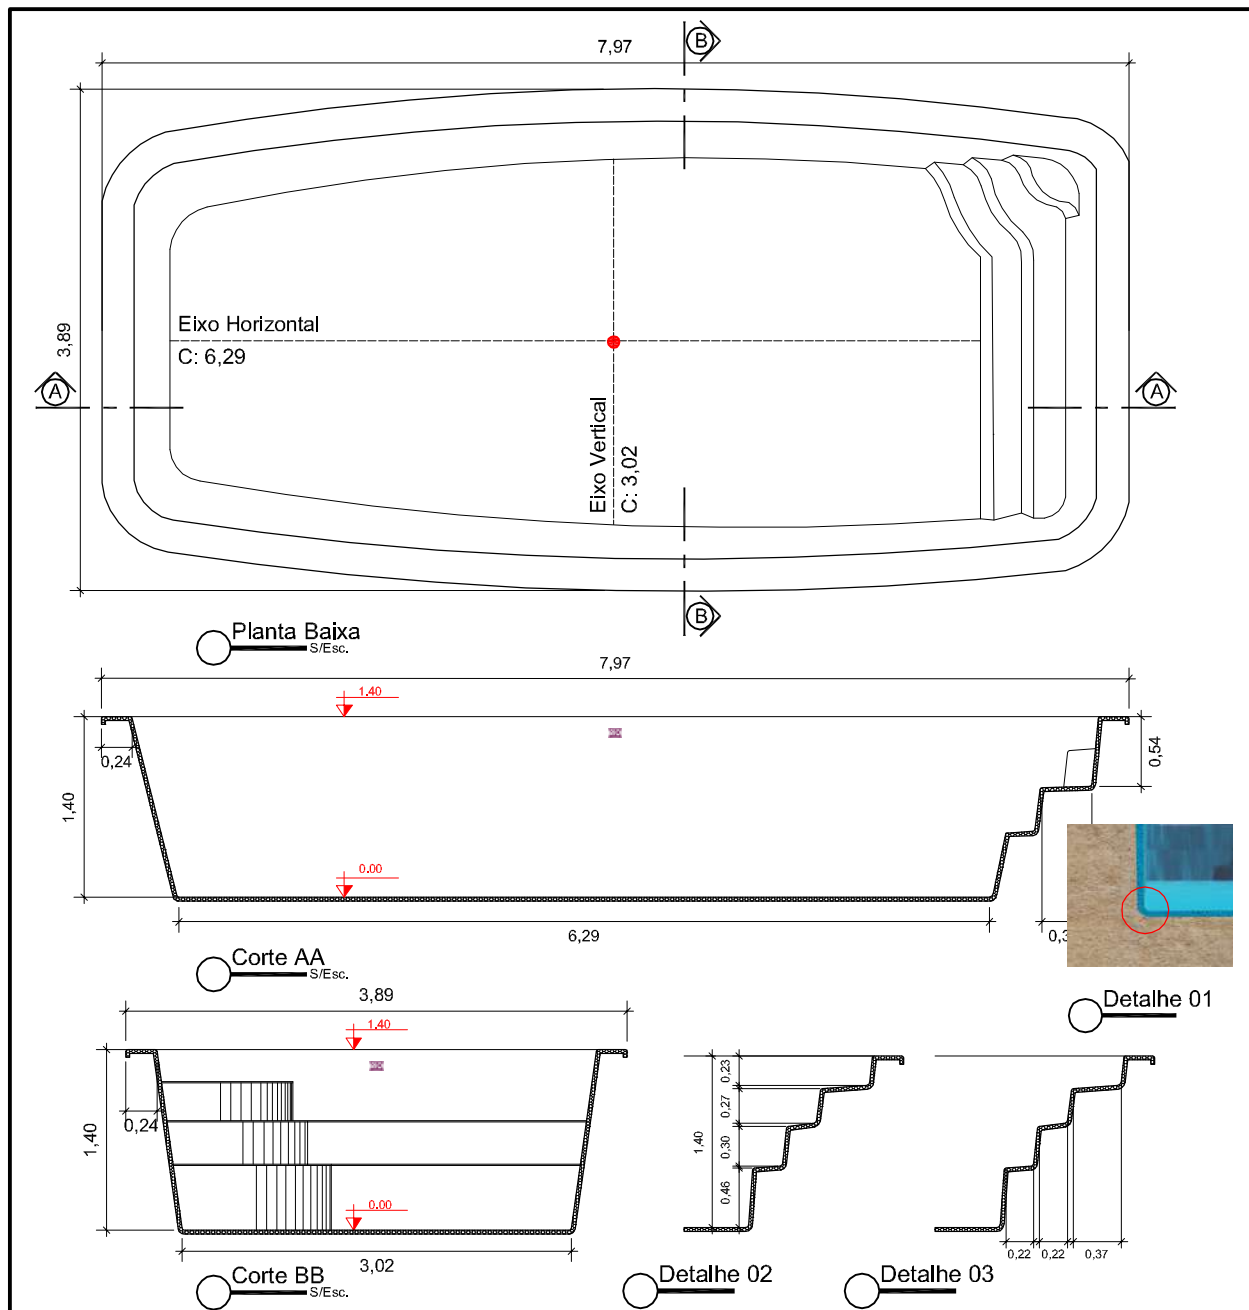 B
7,97
3,89
Eixo Horizontal
C: 6,29
Eixo Vertical
C: 3,02
A
A
B
Planta Baixa
S/Esc.
7,97
1.40
0,24
0,54
1,40
0.00
6,29
Corte AA
S/Esc.
Detalhe 01
3,89
1.40
0,24
1,40
0.00
3,02
Corte BB
S/Esc.
1,40
0,23
0,27
0,30
0,46
Detalhe 02
0,22
0,22
0,37
Detalhe 03